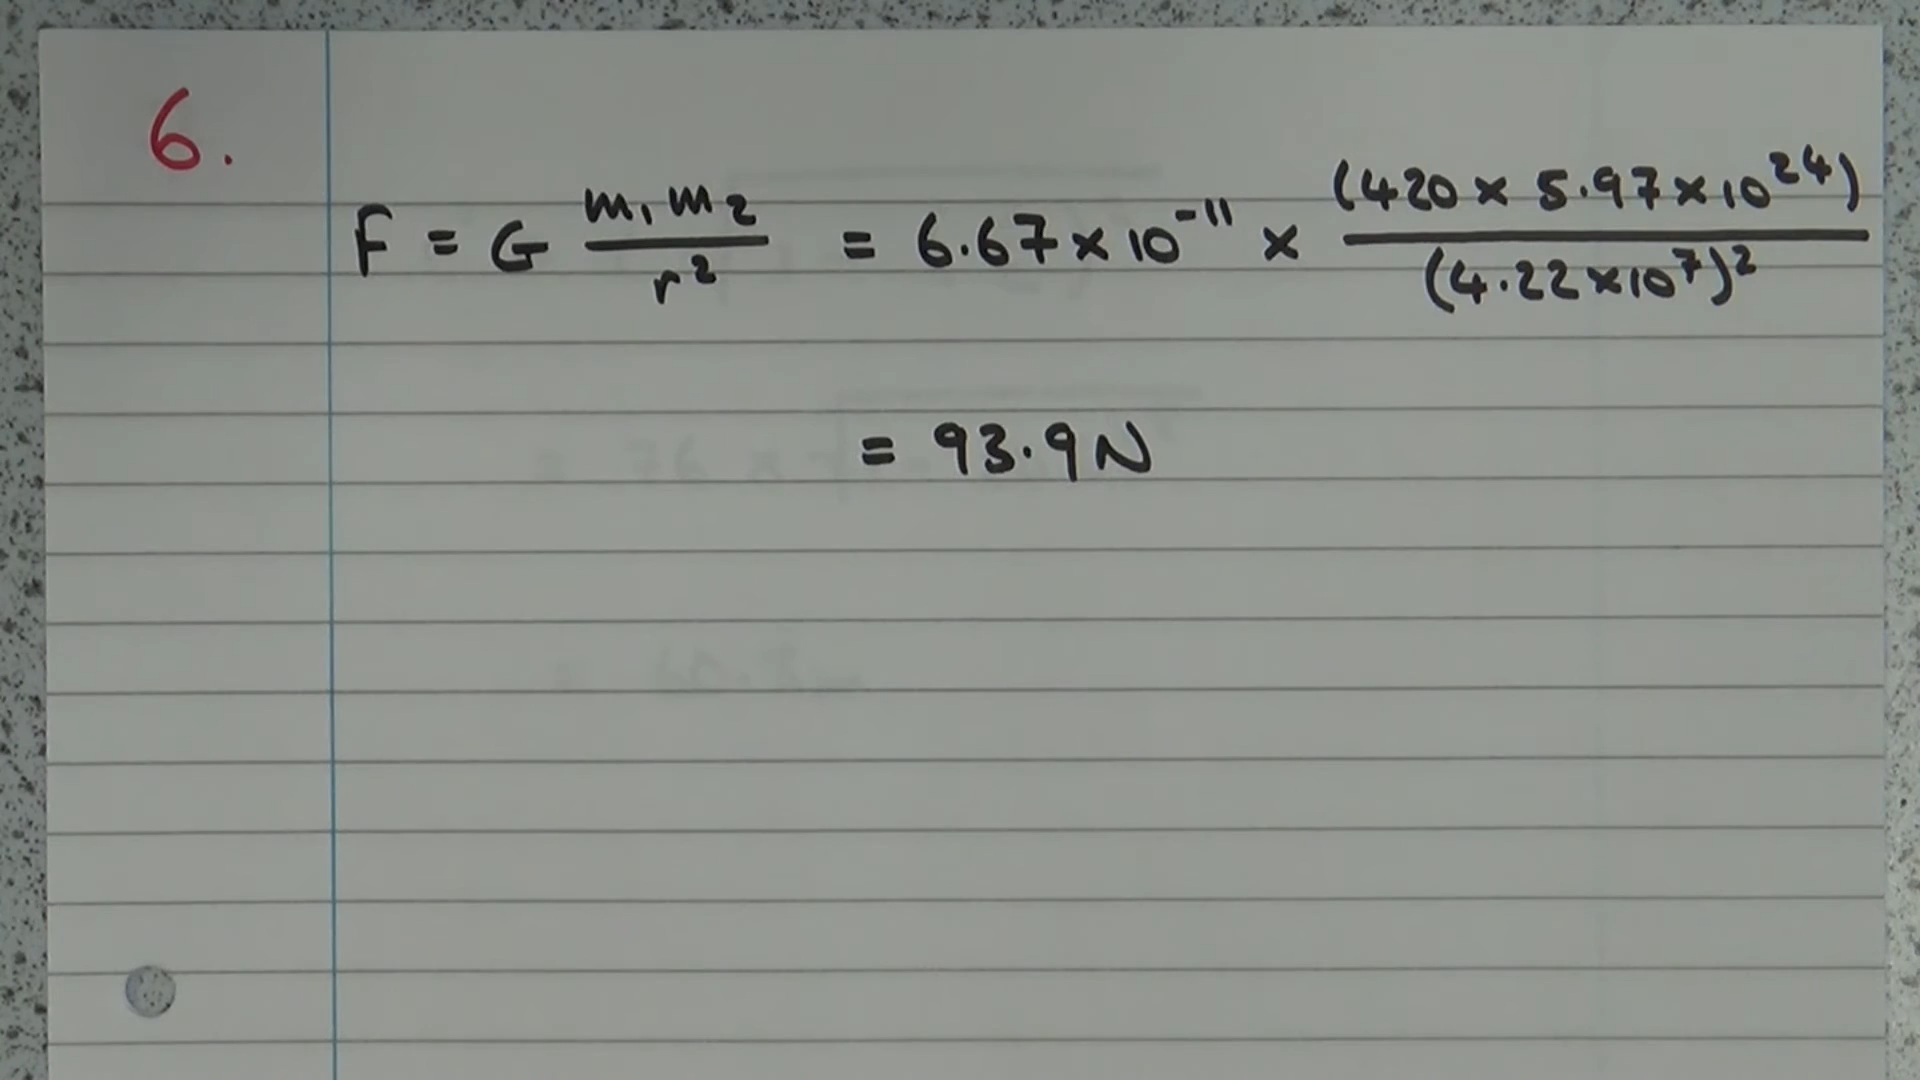 6.
F = G m₁m₂/r² = 6.67×10⁻¹¹ × (420 × 5.97×10²⁴)/(4.22×10⁷)²
= 93.9N